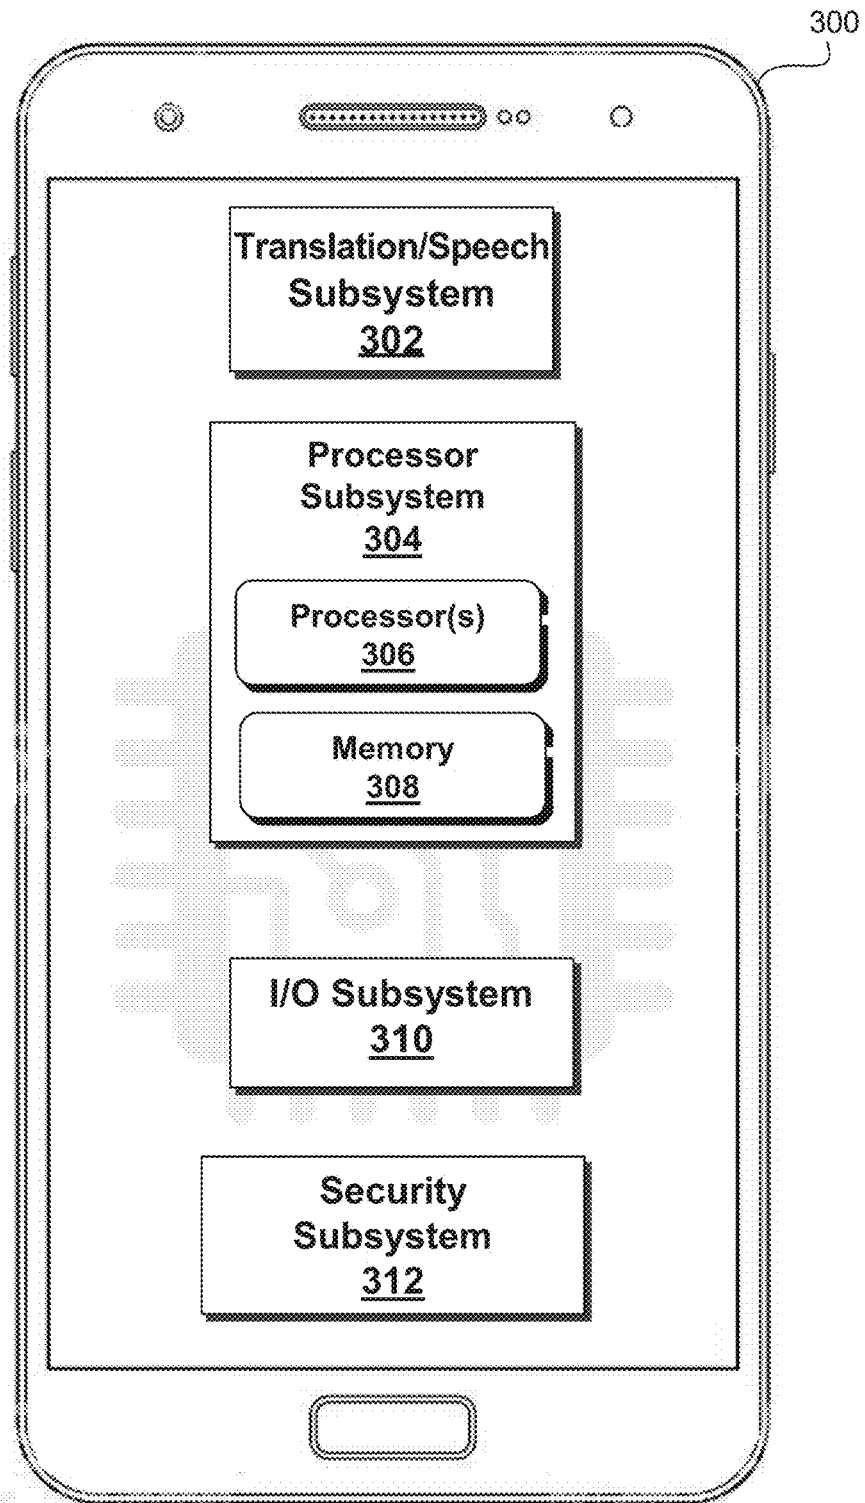 300
Translation/Speech
Subsystem
302
Processor
Subsystem
304
Processor(s)
306
Memory
308
I/O Subsystem
310
Security
Subsystem
312